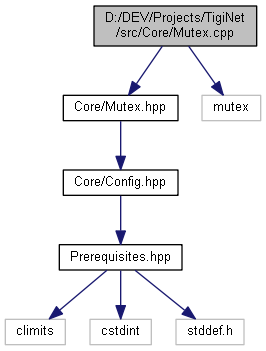 D:/DEV/Projects/TigiNet
/src/Core/Mutex.cpp
Core/Mutex.hpp
mutex
Core/Config.hpp
Prerequisites.hpp
climits
cstdint
stddef.h